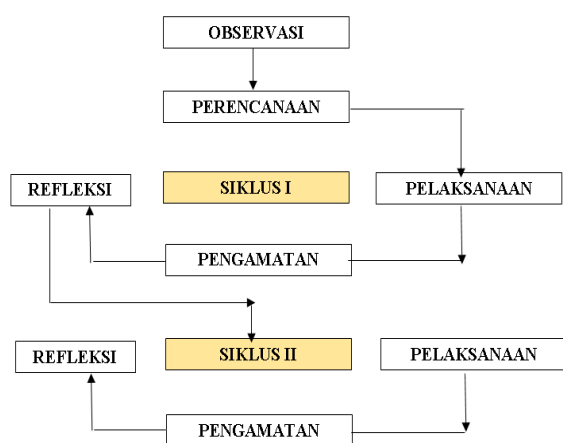 OBSERVASI
PERENCANAAN
REFLEKSI
SIKLUS I
PELAKSANAAN
PENGAMATAN
REFLEKSI
SIKLUS II
PELAKSANAAN
PENGAMATAN